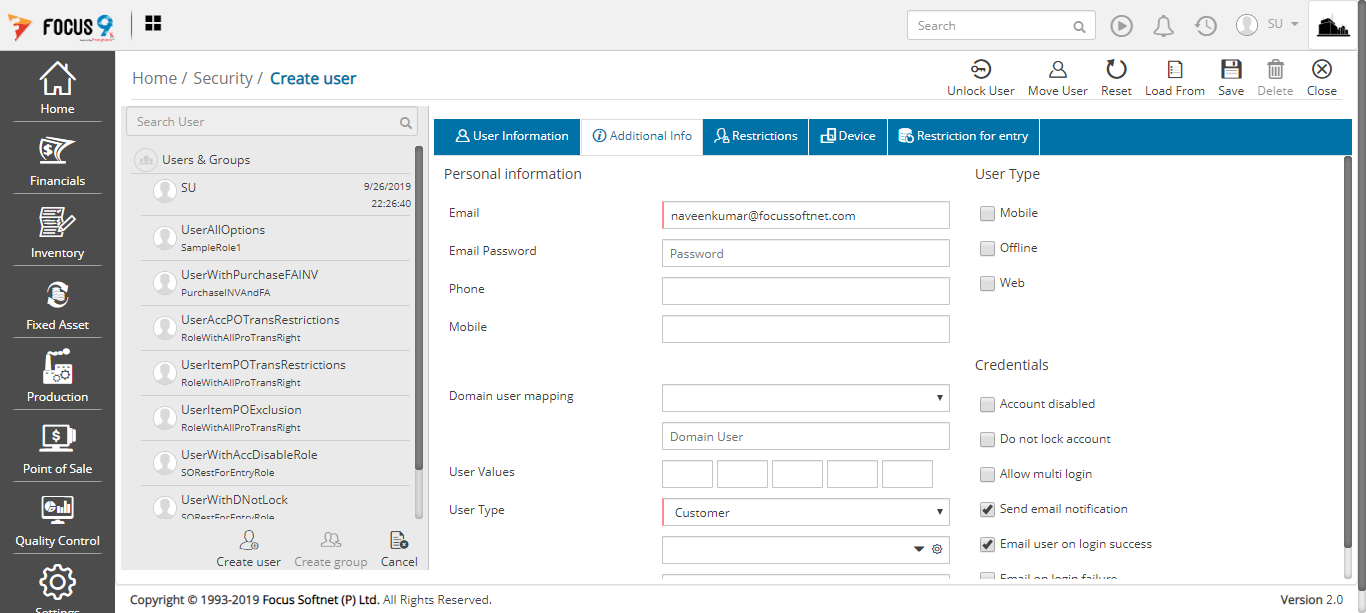 FOCUS 9
Search
SU
Home / Security / Create user
Unlock User
Move User
Reset
Load From
Save
Delete
Close
Home
Financials
Inventory
Fixed Asset
Production
Point of Sale
Quality Control
Settings
Search User
Users & Groups
SU
9/26/2019
22:26:40
UserAllOptions
SampleRole1
UserWithPurchaseFAINV
PurchaseINVAndFA
UserAccPOTransRestrictions
RoleWithAllProTransRight
UserItemPOTransRestrictions
RoleWithAllProTransRight
UserItemPOExclusion
RoleWithAllProTransRight
UserWithAccDisableRole
SORestForEntryRole
UserWithDNotLock
SORestForEntryRole
Create user
Create group
Cancel
User Information
Additional Info
Restrictions
Device
Restriction for entry
Personal information
Email
naveenkumar@focussoftnet.com
Email Password
Password
Phone
Mobile
Domain user mapping
Domain User
User Values
User Type
Customer
User Type
Mobile
Offline
Web
Credentials
Account disabled
Do not lock account
Allow multi login
Send email notification
Email user on login success
Email on login failure
Copyright © 1993-2019 Focus Softnet (P) Ltd. All Rights Reserved.
Version 2.0